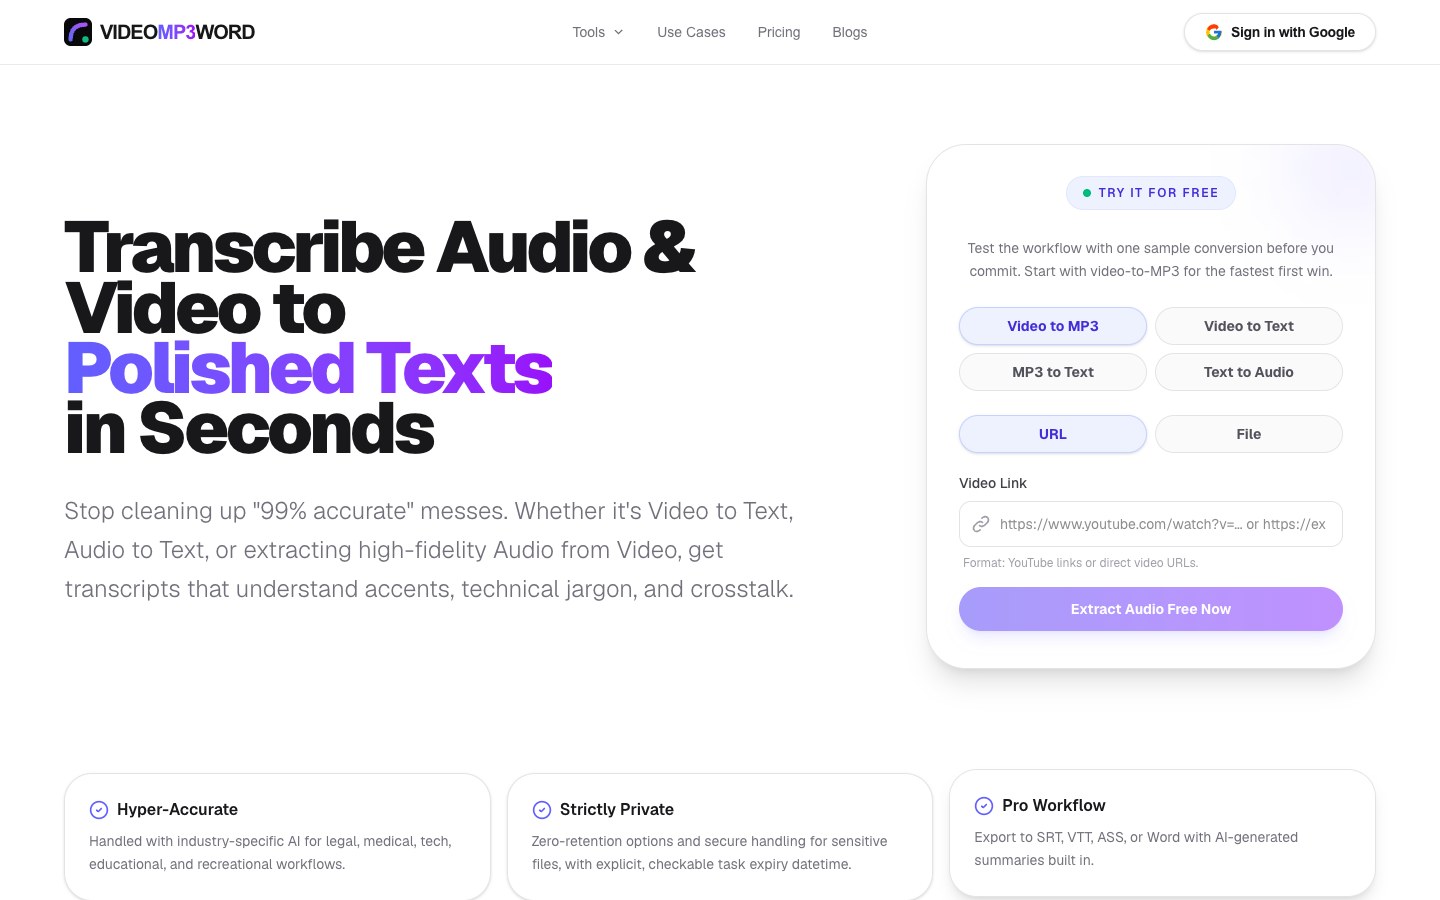 VIDEOMP3WORD
Tools
Use Cases
Pricing
Blogs
Sign in with Google
Transcribe Audio &
Video to
Polished Texts
in Seconds
Stop cleaning up "99% accurate" messes. Whether it's Video to Text,
Audio to Text, or extracting high-fidelity Audio from Video, get
transcripts that understand accents, technical jargon, and crosstalk.
TRY IT FOR FREE
Test the workflow with one sample conversion before you
commit. Start with video-to-MP3 for the fastest first win.
Video to MP3
Video to Text
MP3 to Text
Text to Audio
URL
File
Video Link
https://www.youtube.com/watch?v=... or https://ex
Format: YouTube links or direct video URLs.
Extract Audio Free Now
Hyper-Accurate
Handled with industry-specific AI for legal, medical, tech,
educational, and recreational workflows.
Strictly Private
Zero-retention options and secure handling for sensitive
files, with explicit, checkable task expiry datetime.
Pro Workflow
Export to SRT, VTT, ASS, or Word with AI-generated
summaries built in.